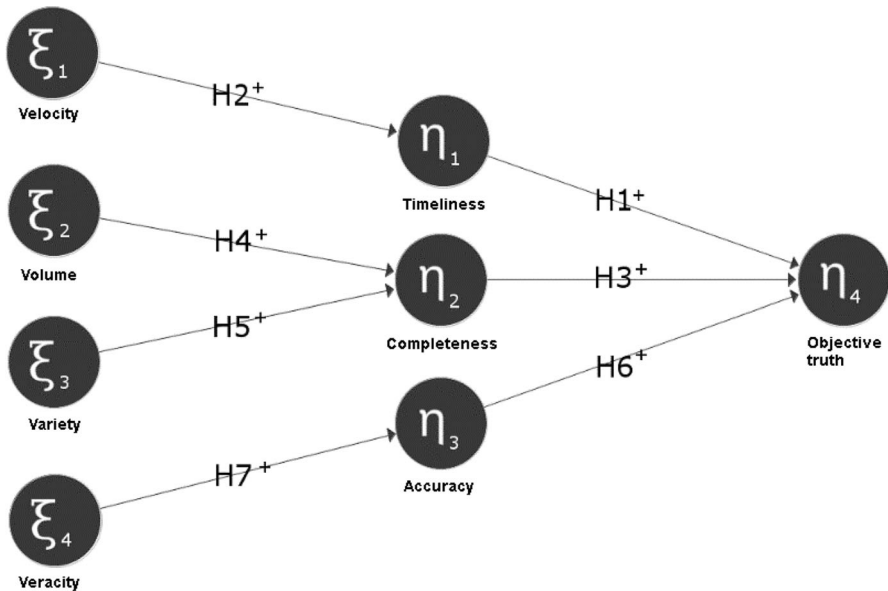 ξ1
Velocity
H2+
η1
Timeliness
H1+
ξ2
Volume
H4+
η2
Completeness
H3+
η4
Objective
truth
ξ3
Variety
H5+
η3
Accuracy
H6+
ξ4
Veracity
H7+